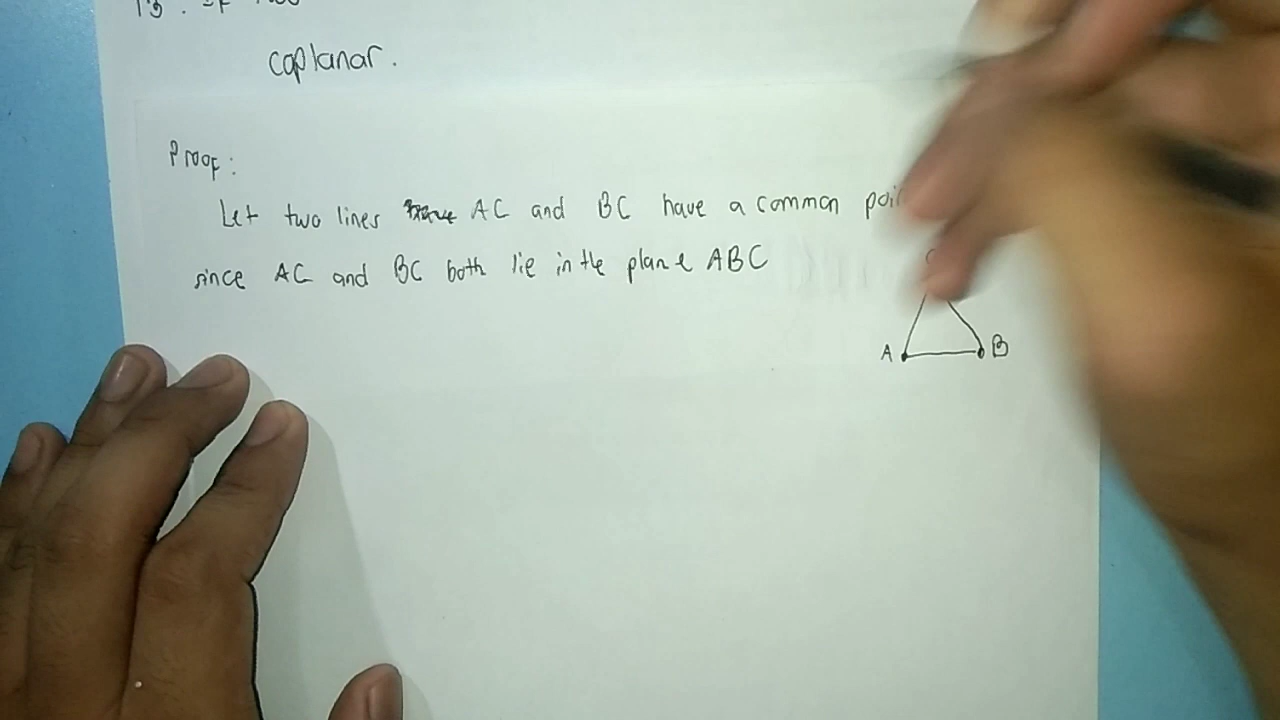 coplanar.
Proof:
Let two lines AC and BC have a common
since AC and BC both lie in the plane ABC
A B